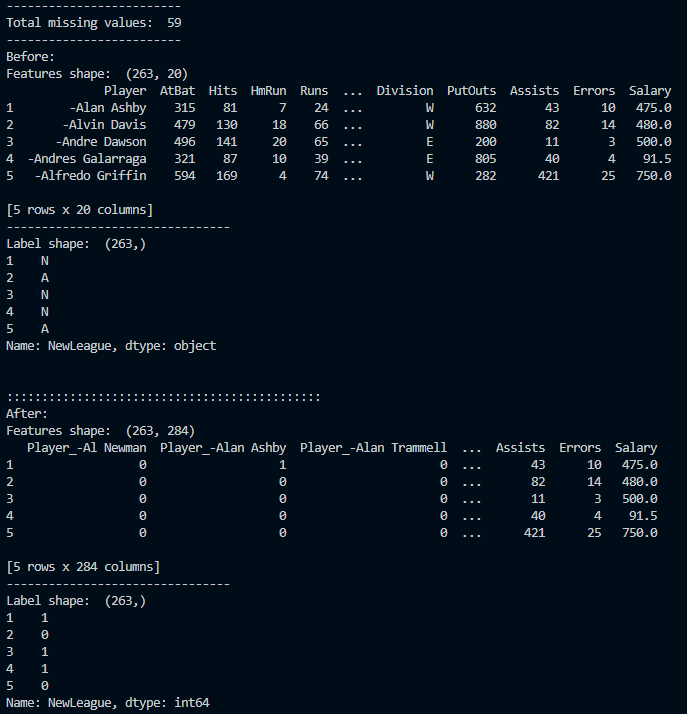 -------------------------
Total missing values:  59
-------------------------
Before:
Features shape:  (263, 20)
              Player  AtBat  Hits  HmRun  Runs  ...  Division  PutOuts  Assists  Errors  Salary
1        -Alan Ashby    315    81      7    24  ...         W      632       43      10   475.0
2       -Alvin Davis    479   130     18    66  ...         W      880       82      14   480.0
3      -Andre Dawson    496   141     20    65  ...         E      200       11       3   500.0
4  -Andres Galarraga    321    87     10    39  ...         E      805       40       4    91.5
5   -Alfredo Griffin    594   169      4    74  ...         W      282      421      25   750.0
[5 rows x 20 columns]
--------------------------------
Label shape:  (263,)
1    N
2    A
3    N
4    N
5    A
Name: NewLeague, dtype: object
:::::::::::::::::::::::::::::::::::::::::::::
After:
Features shape:  (263, 284)
   Player_-Al Newman  Player_-Alan Ashby  Player_-Alan Trammell  ...  Assists  Errors  Salary
1                  0                   1                      0  ...       43      10   475.0
2                  0                   0                      0  ...       82      14   480.0
3                  0                   0                      0  ...       11       3   500.0
4                  0                   0                      0  ...       40       4    91.5
5                  0                   0                      0  ...      421      25   750.0
[5 rows x 284 columns]
--------------------------------
Label shape:  (263,)
1    1
2    0
3    1
4    1
5    0
Name: NewLeague, dtype: int64